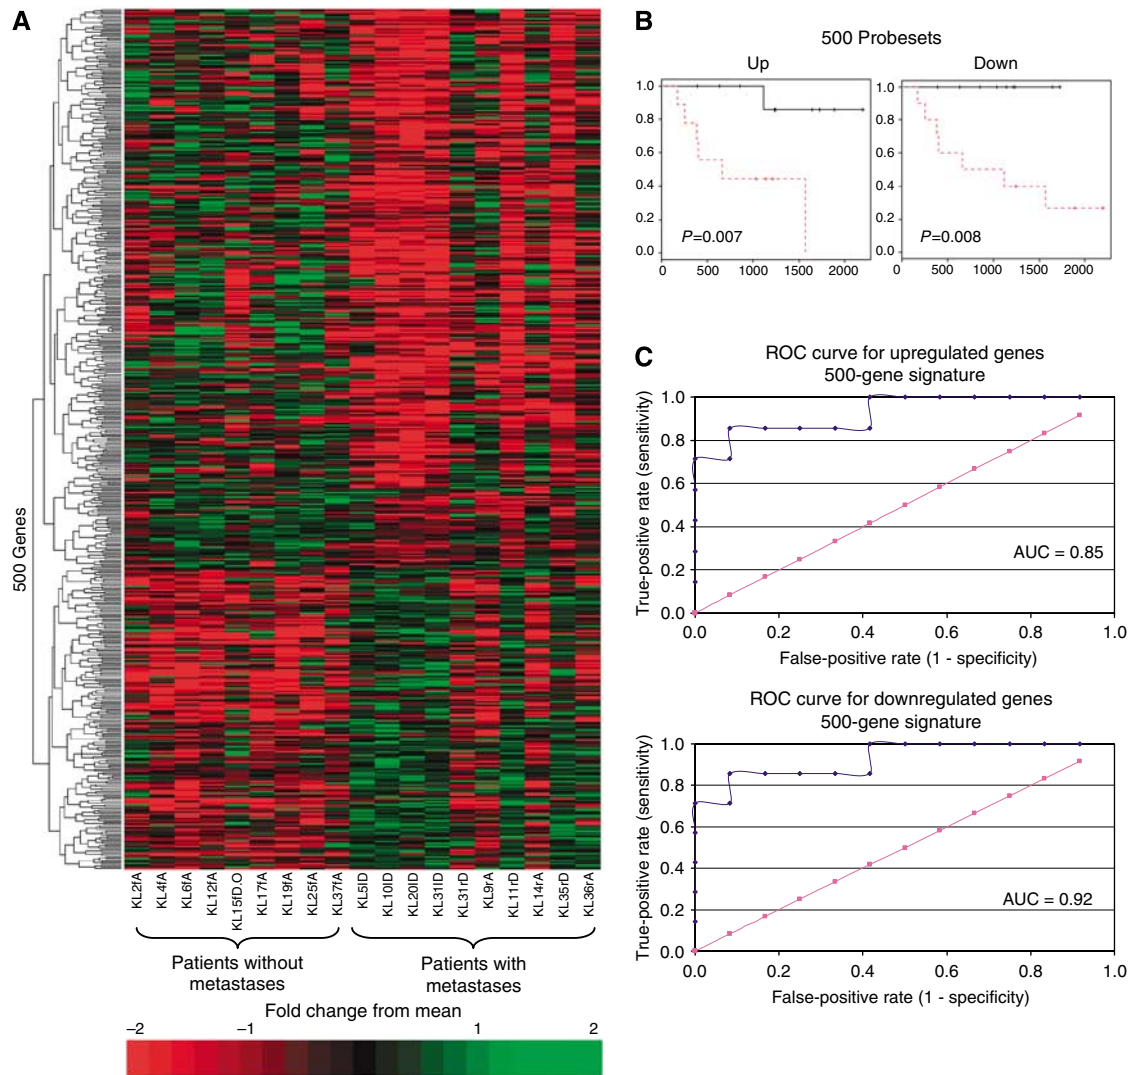 A
500 Genes
KL2fA
KL4fA
KL6fA
KL12fA
KL15fD.O
KL17fA
KL19fA
KL25fA
KL37fA
KL5lD
KL10lD
KL20lD
KL31lD
KL31rD
KL9rA
KL11rD
KL14rA
KL35rD
KL36rA
Patients without
metastases
Patients with
metastases
Fold change from mean
–2 –1 1 2
B
500 Probesets
Up
1.0
0.8
0.6
0.4
0.2
0.0
P=0.007
0 500 1000 1500 2000
Down
1.0
0.8
0.6
0.4
0.2
0.0
P=0.008
0 500 1000 1500 2000
C
ROC curve for upregulated genes
500-gene signature
True-positive rate (sensitivity)
1.0
0.8
0.6
0.4
0.2
0.0
AUC = 0.85
0.0 0.2 0.4 0.6 0.8 1.0
False-positive rate (1 - specificity)
ROC curve for downregulated genes
500-gene signature
True-positive rate (sensitivity)
1.0
0.8
0.6
0.4
0.2
0.0
AUC = 0.92
0.0 0.2 0.4 0.6 0.8 1.0
False-positive rate (1 - specificity)